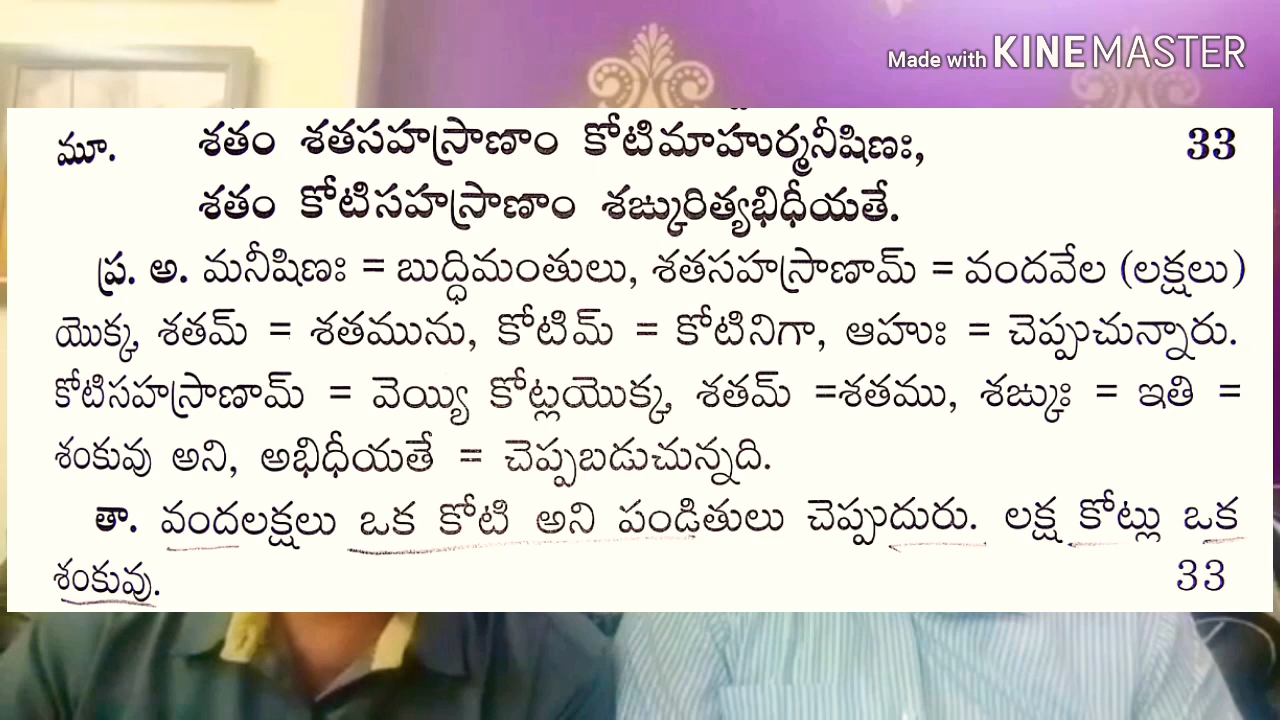 Made with KINEMASTER
మూ. శతం శతసహస్రాణాం కోటిమాహుర్మనీషిణః, 33
శతం కోటిసహస్రాణాం శఙ్కురిత్యభిధీయతే.
ప్ర. అ. మనీషిణః = బుద్ధిమంతులు, శతసహస్రాణామ్ = వందవేల (లక్షలు)
యొక్క శతమ్ = శతమును, కోటిమ్ = కోటినిగా, ఆహుః = చెప్పుచున్నారు.
కోటిసహస్రాణామ్ = వెయ్యి కోట్లయొక్క శతమ్ =శతము, శఙ్కుః = ఇతి =
శంకువు అని, అభిధీయతే = చెప్పబడుచున్నది.
తా. వందలక్షలు ఒక కోటి అని పండితులు చెప్పుదురు. లక్ష కోట్లు ఒక
శంకువు. 33